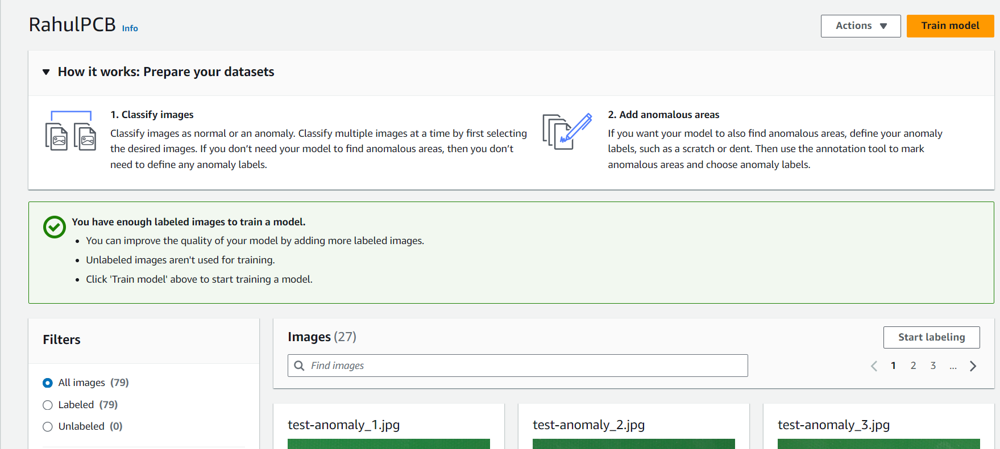 RahulPCB Info
Actions ▼
Train model
▼ How it works: Prepare your datasets
1. Classify images
Classify images as normal or an anomaly. Classify multiple images at a time by first selecting
the desired images. If you don’t need your model to find anomalous areas, then you don’t
need to define any anomaly labels.
2. Add anomalous areas
If you want your model to also find anomalous areas, define your anomaly
labels, such as a scratch or dent. Then use the annotation tool to mark
anomalous areas and choose anomaly labels.
You have enough labeled images to train a model.
• You can improve the quality of your model by adding more labeled images.
• Unlabeled images aren't used for training.
• Click 'Train model' above to start training a model.
Filters
All images (79)
Labeled (79)
Unlabeled (0)
Images (27)
Start labeling
Find images
< 1 2 3 ... >
test-anomaly_1.jpg
test-anomaly_2.jpg
test-anomaly_3.jpg